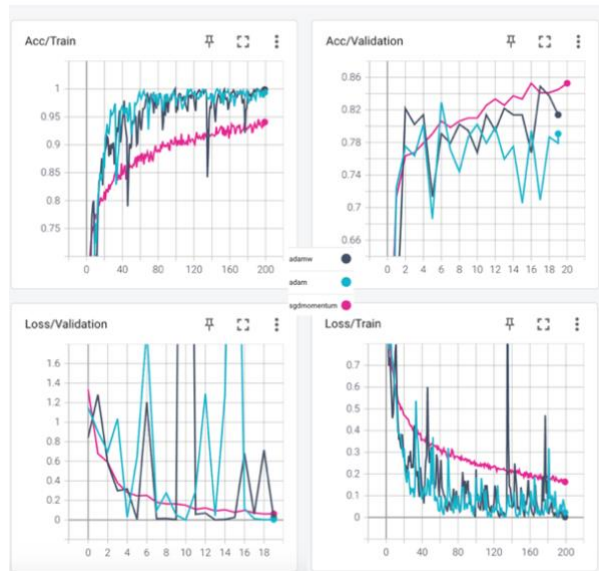 Acc/Train
1
0.95
0.9
0.85
0.8
0.75
0 40 80 120 160 200
Acc/Validation
0.86
0.82
0.78
0.74
0.7
0.66
0 2 4 6 8 10 12 14 16 18 20
adamw
adam
sgdmomentum
Loss/Validation
1.6
1.4
1.2
1
0.8
0.6
0.4
0.2
0
0 2 4 6 8 10 12 14 16 18
Loss/Train
0.7
0.6
0.5
0.4
0.3
0.2
0.1
0
0 40 80 120 160 200